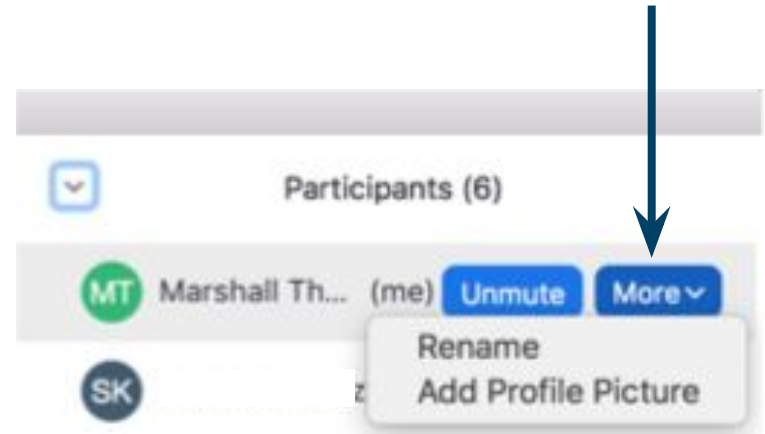 Participants (6)
MT Marshall Th... (me) Unmute More
Rename
SK z Add Profile Picture